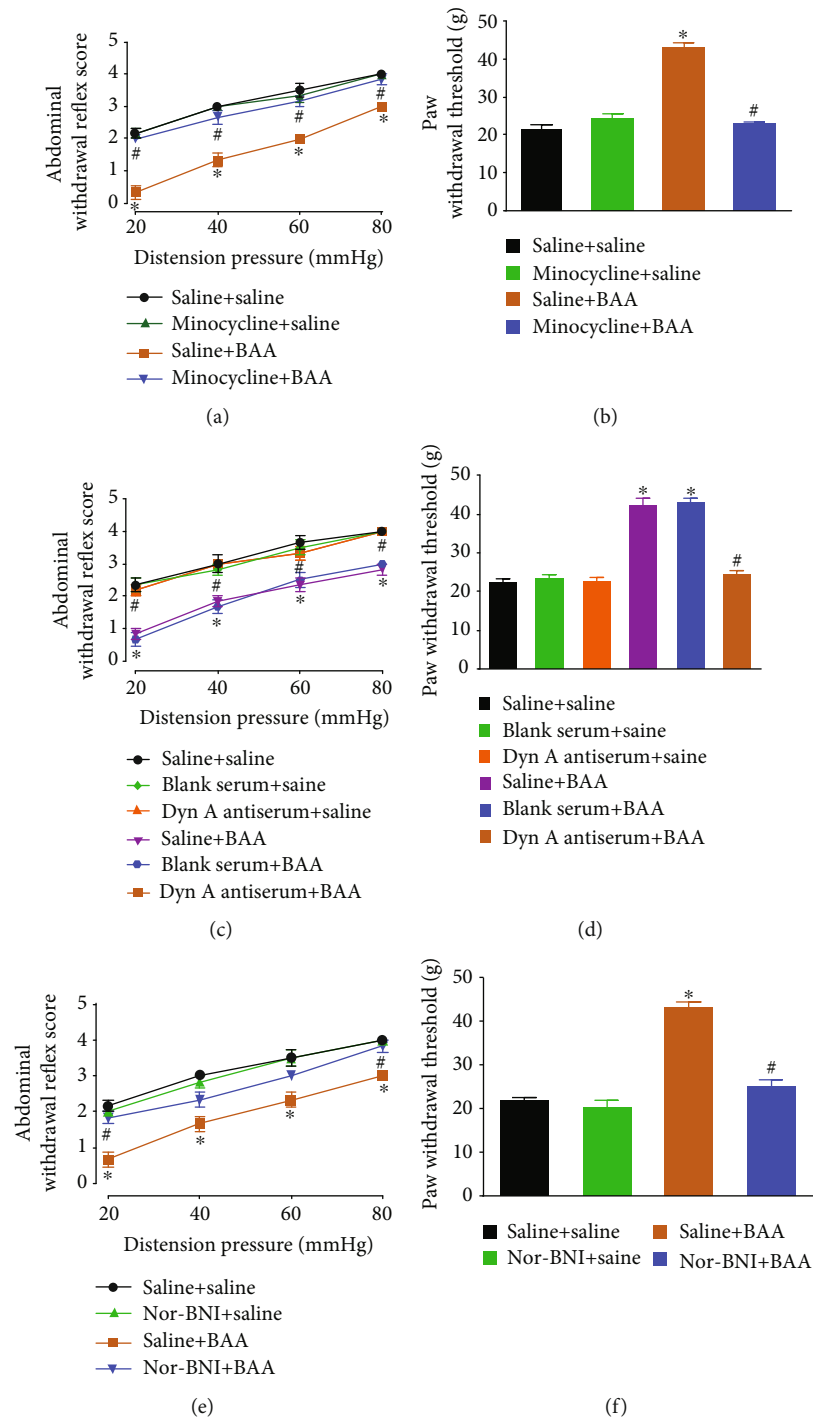 Abdominal
withdrawal reflex score
5
4
3
2
1
0
#
#
#
#
*
*
*
*
20
40
60
80
Distension pressure (mmHg)
Saline+saline
Minocycline+saline
Saline+BAA
Minocycline+BAA
(a)
Paw
withdrawal threshold (g)
50
40
30
20
10
0
*
#
Saline+saline
Minocycline+saline
Saline+BAA
Minocycline+BAA
(b)
Abdominal
withdrawal reflex score
5
4
3
2
1
0
#
#
#
#
*
*
*
*
20
40
60
80
Distension pressure (mmHg)
Saline+saline
Blank serum+saine
Dyn A antiserum+saline
Saline+BAA
Blank serum+BAA
Dyn A antiserum+BAA
(c)
Paw withdrawal threshold (g)
50
40
30
20
10
0
*
*
#
Saline+saline
Blank serum+saine
Dyn A antiserum+saine
Saline+BAA
Blank serum+BAA
Dyn A antiserum+BAA
(d)
Abdominal
withdrawal reflex score
5
4
3
2
1
0
#
#
*
*
*
*
20
40
60
80
Distension pressure (mmHg)
Saline+saline
Nor-BNI+saline
Saline+BAA
Nor-BNI+BAA
(e)
Paw withdrawal threshold (g)
50
40
30
20
10
0
*
#
Saline+saline
Nor-BNI+saine
Saline+BAA
Nor-BNI+BAA
(f)